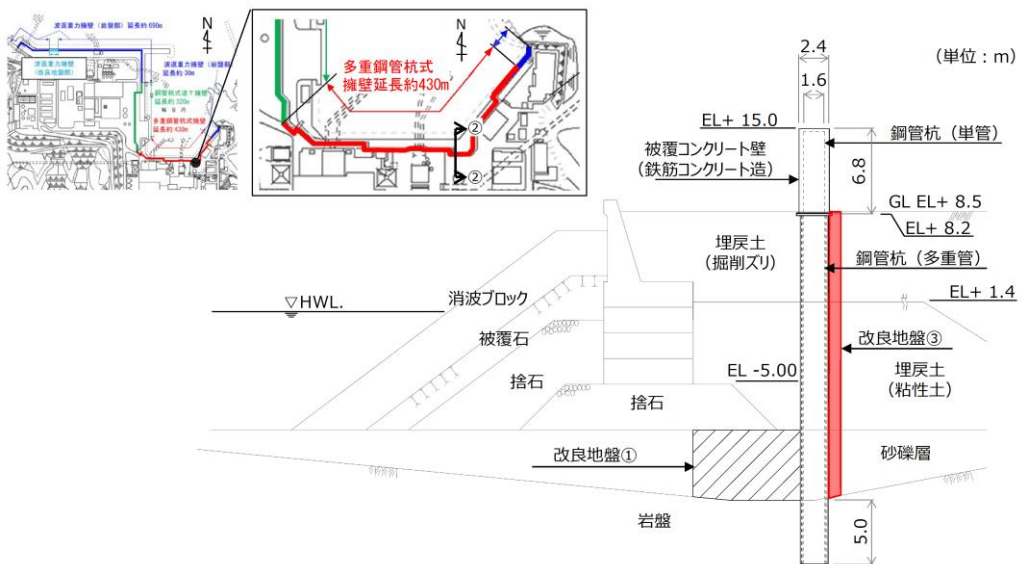 波返重力擁壁（岩盤部）延長約690m
N
波返重力擁壁
（改良地盤部）
鋼管杭式逆T擁壁
延長約320m
多重鋼管杭式擁壁
延長約430m
N
多重鋼管杭式
擁壁延長約430m
②
②
（単位：m）
2.4
1.6
EL+ 15.0
鋼管杭（単管）
被覆コンクリート壁
（鉄筋コンクリート造）
6.8
GL EL+ 8.5
EL+ 8.2
埋戻土
（掘削ズリ）
鋼管杭（多重管）
▽HWL.
消波ブロック
EL+ 1.4
被覆石
改良地盤③
捨石
EL -5.00
埋戻土
（粘性土）
捨石
改良地盤①
砂礫層
岩盤
5.0